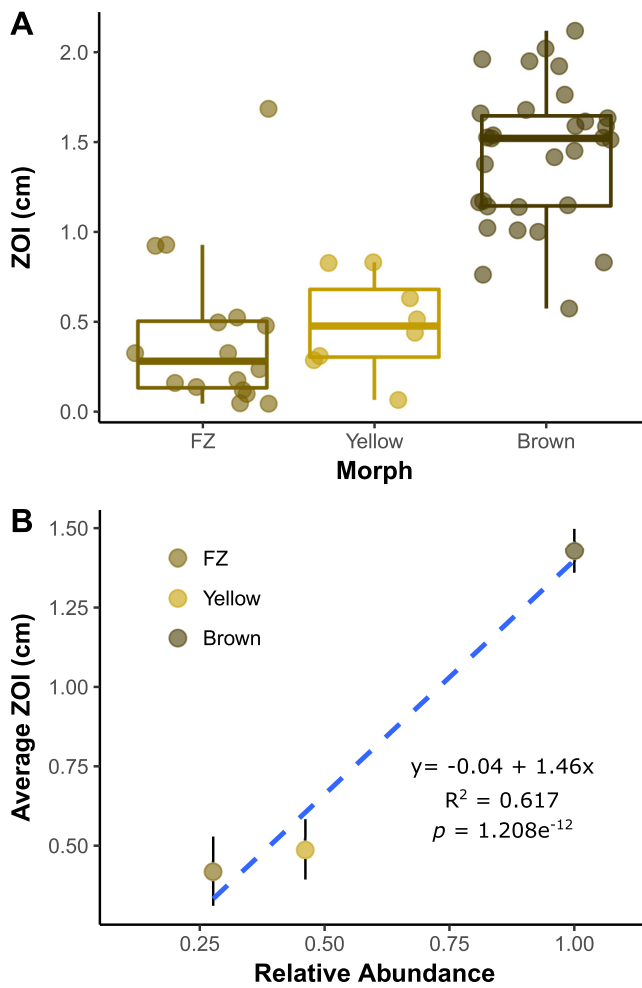 A
ZOI (cm)
2.0
1.5
1.0
0.5
0.0
FZ
Yellow
Brown
Morph
B
Average ZOI (cm)
1.50
1.25
1.00
0.75
0.50
FZ
Yellow
Brown
y= -0.04 + 1.46x
R² = 0.617
p = 1.208e⁻¹²
0.25
0.50
0.75
1.00
Relative Abundance